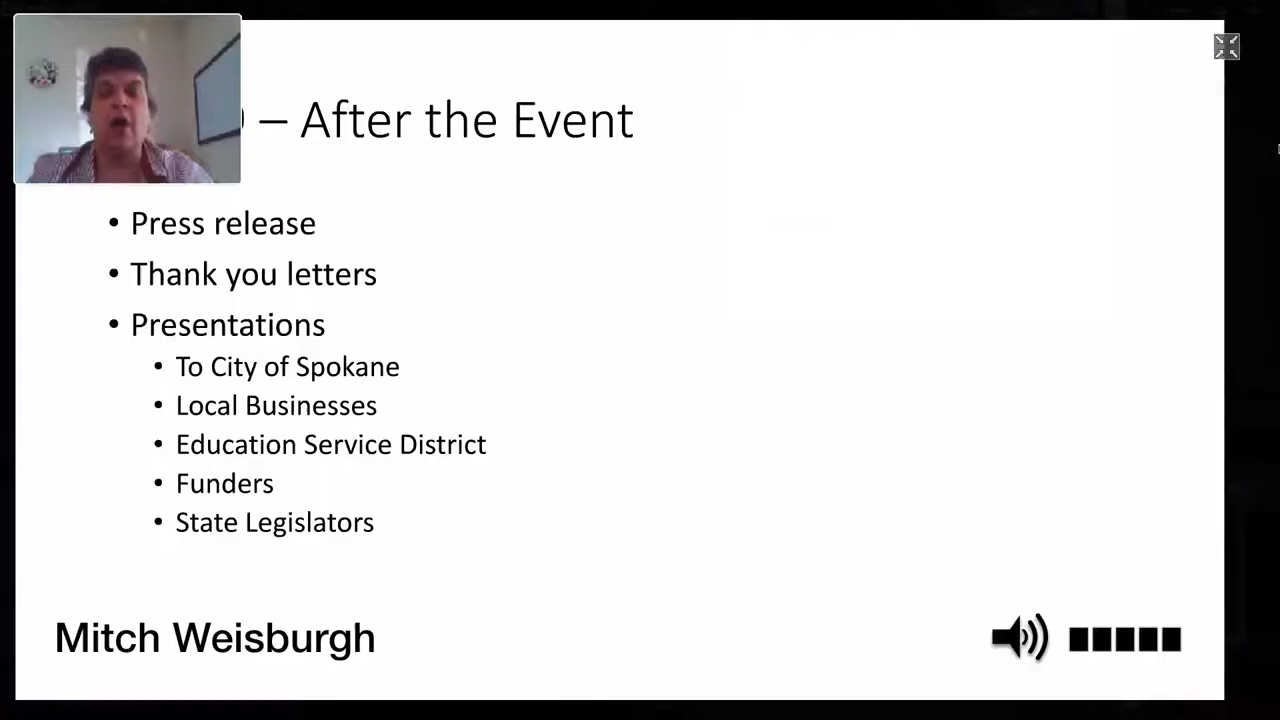 – After the Event
• Press release
• Thank you letters
• Presentations
• To City of Spokane
• Local Businesses
• Education Service District
• Funders
• State Legislators
Mitch Weisburgh